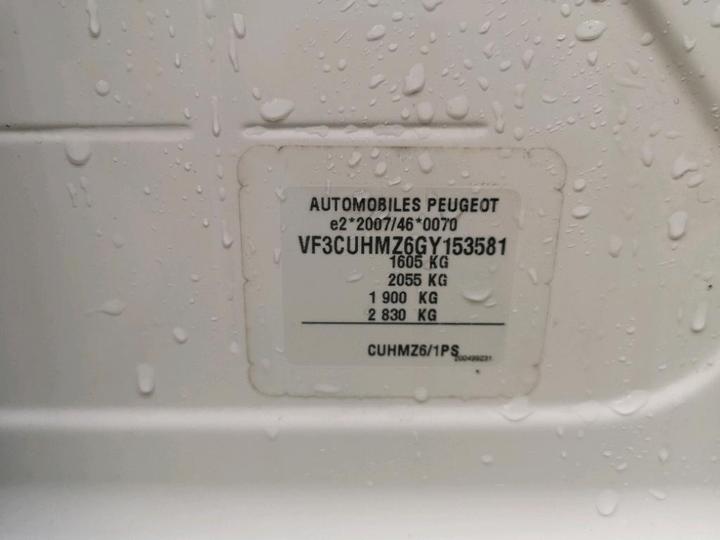 AUTOMOBILES PEUGEOT
e2*2007/46*0070
VF3CUHMZ6GY153581
1605 KG
2055 KG
1 900 KG
2 830 KG
CUHMZ6/1PS
200499231